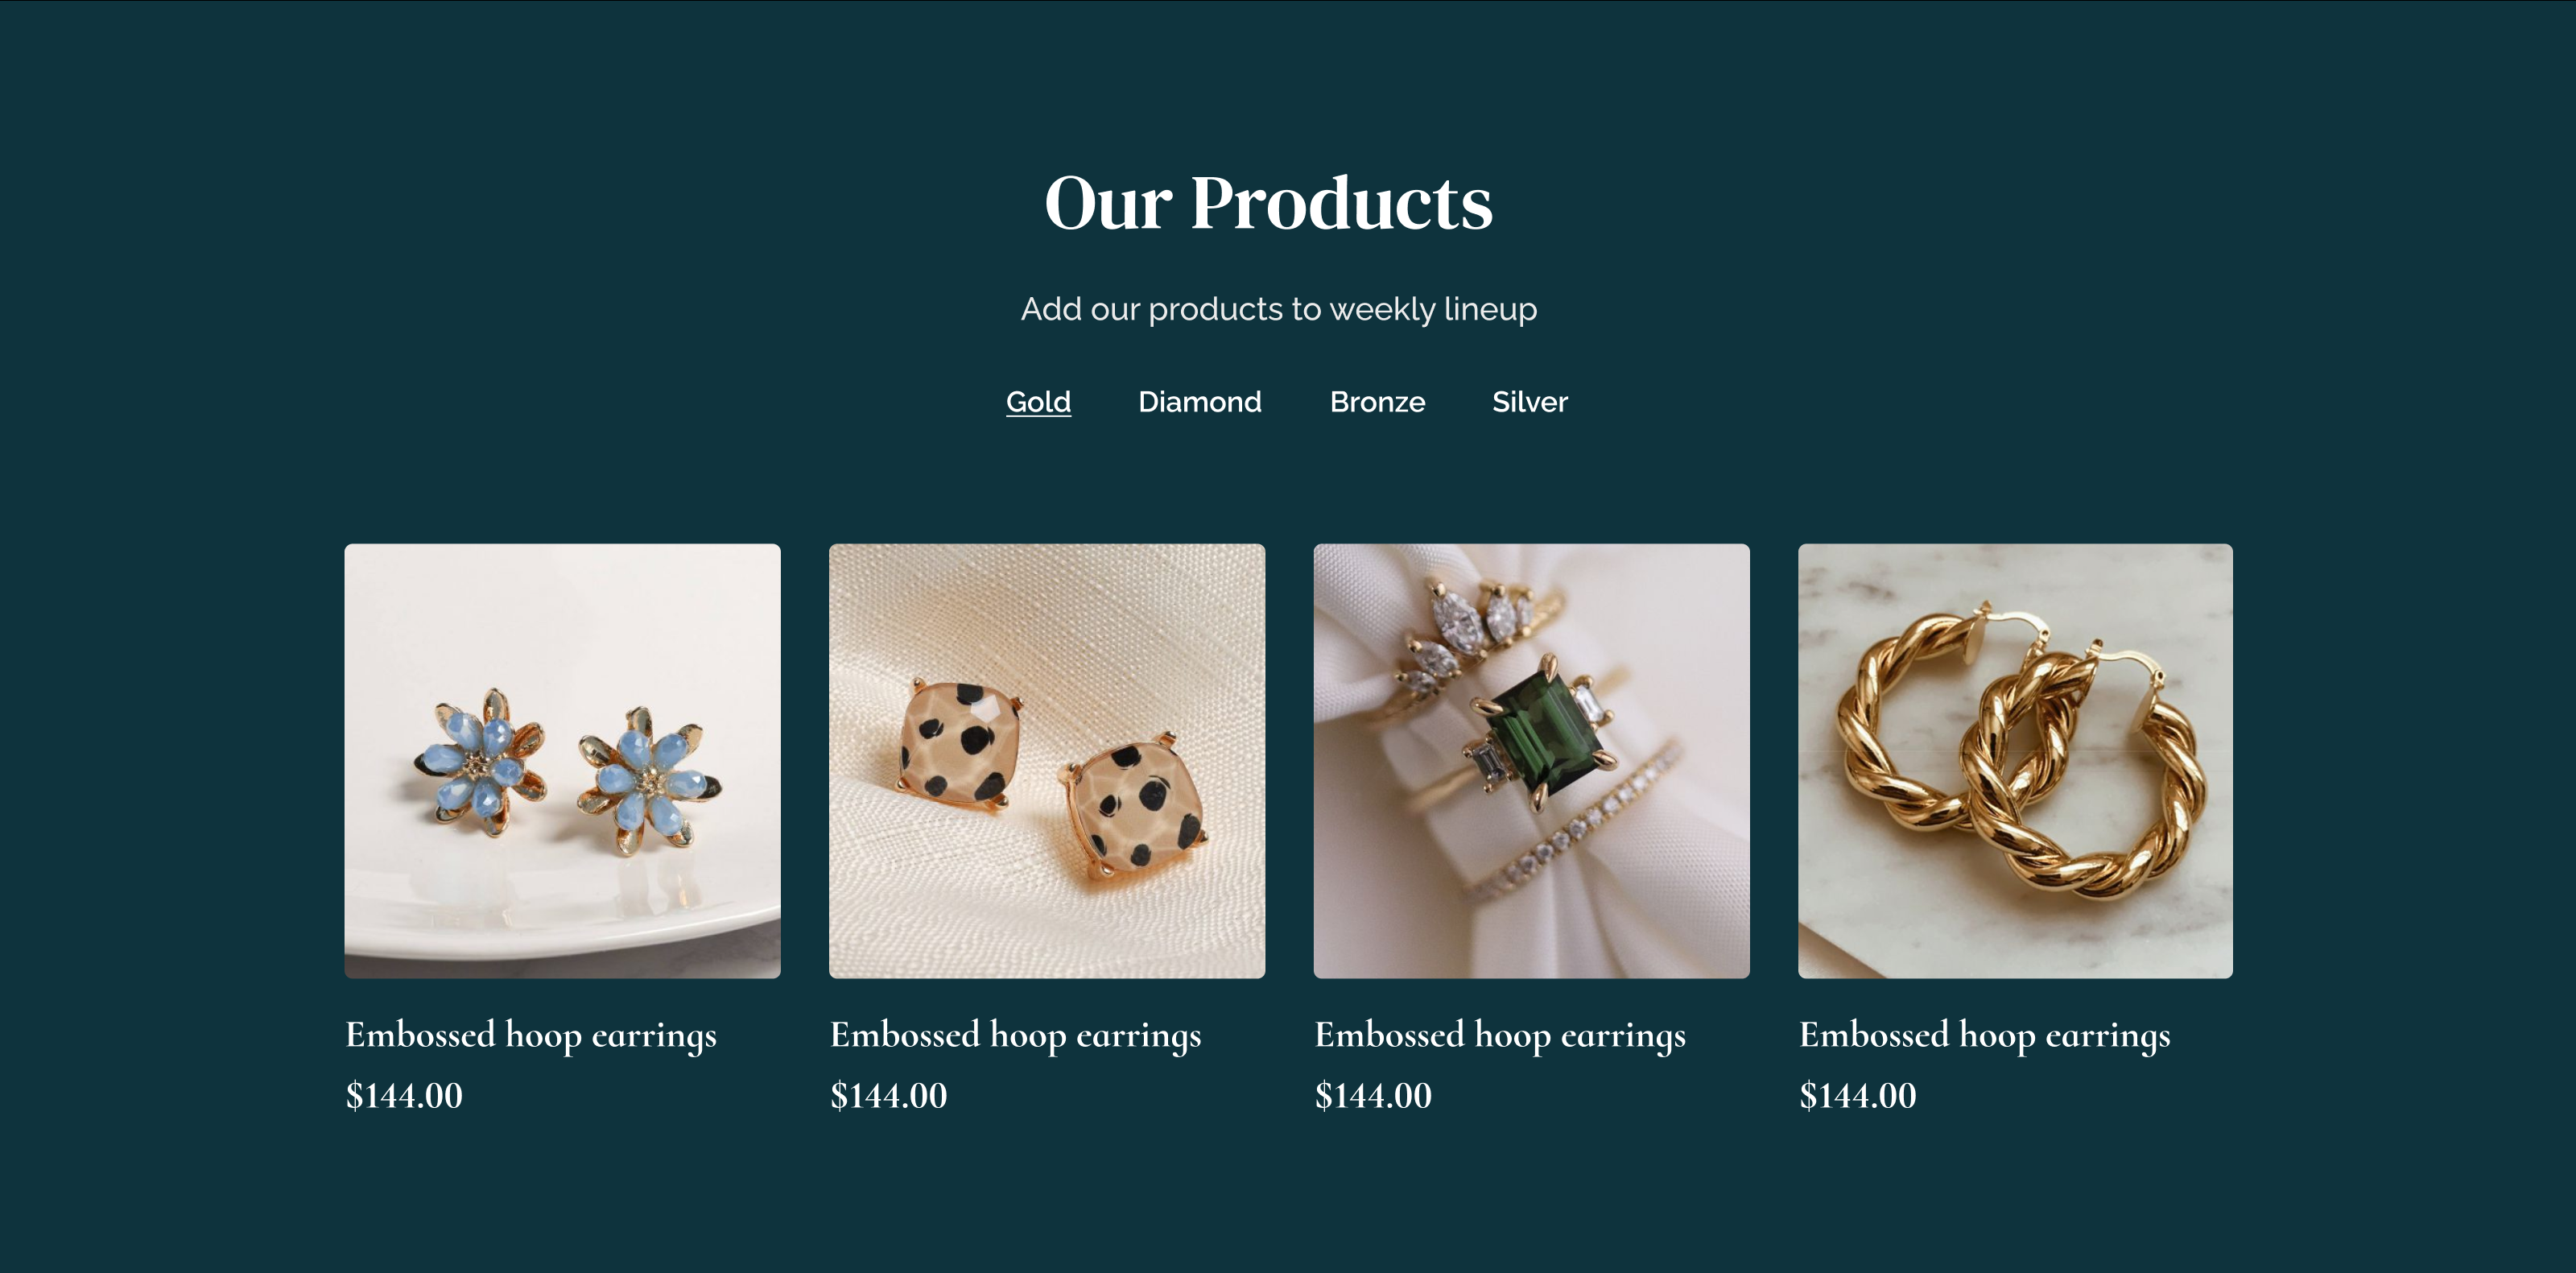 Our Products
Add our products to weekly lineup
Gold Diamond Bronze Silver
Embossed hoop earrings Embossed hoop earrings Embossed hoop earrings Embossed hoop earrings
$144.00 $144.00 $144.00 $144.00